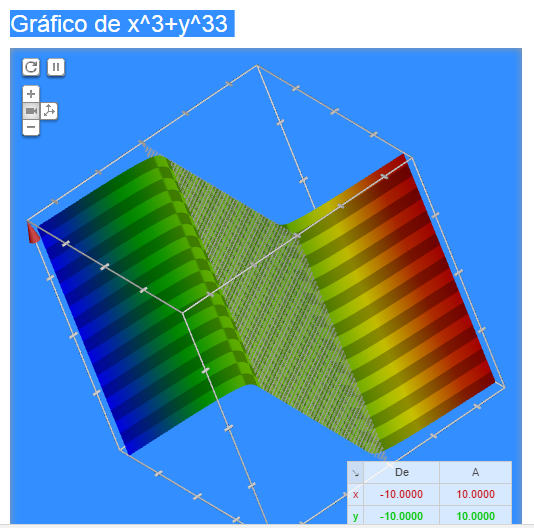 Gráfico de x^3+y^33
De A
x -10.0000 10.0000
y -10.0000 10.0000